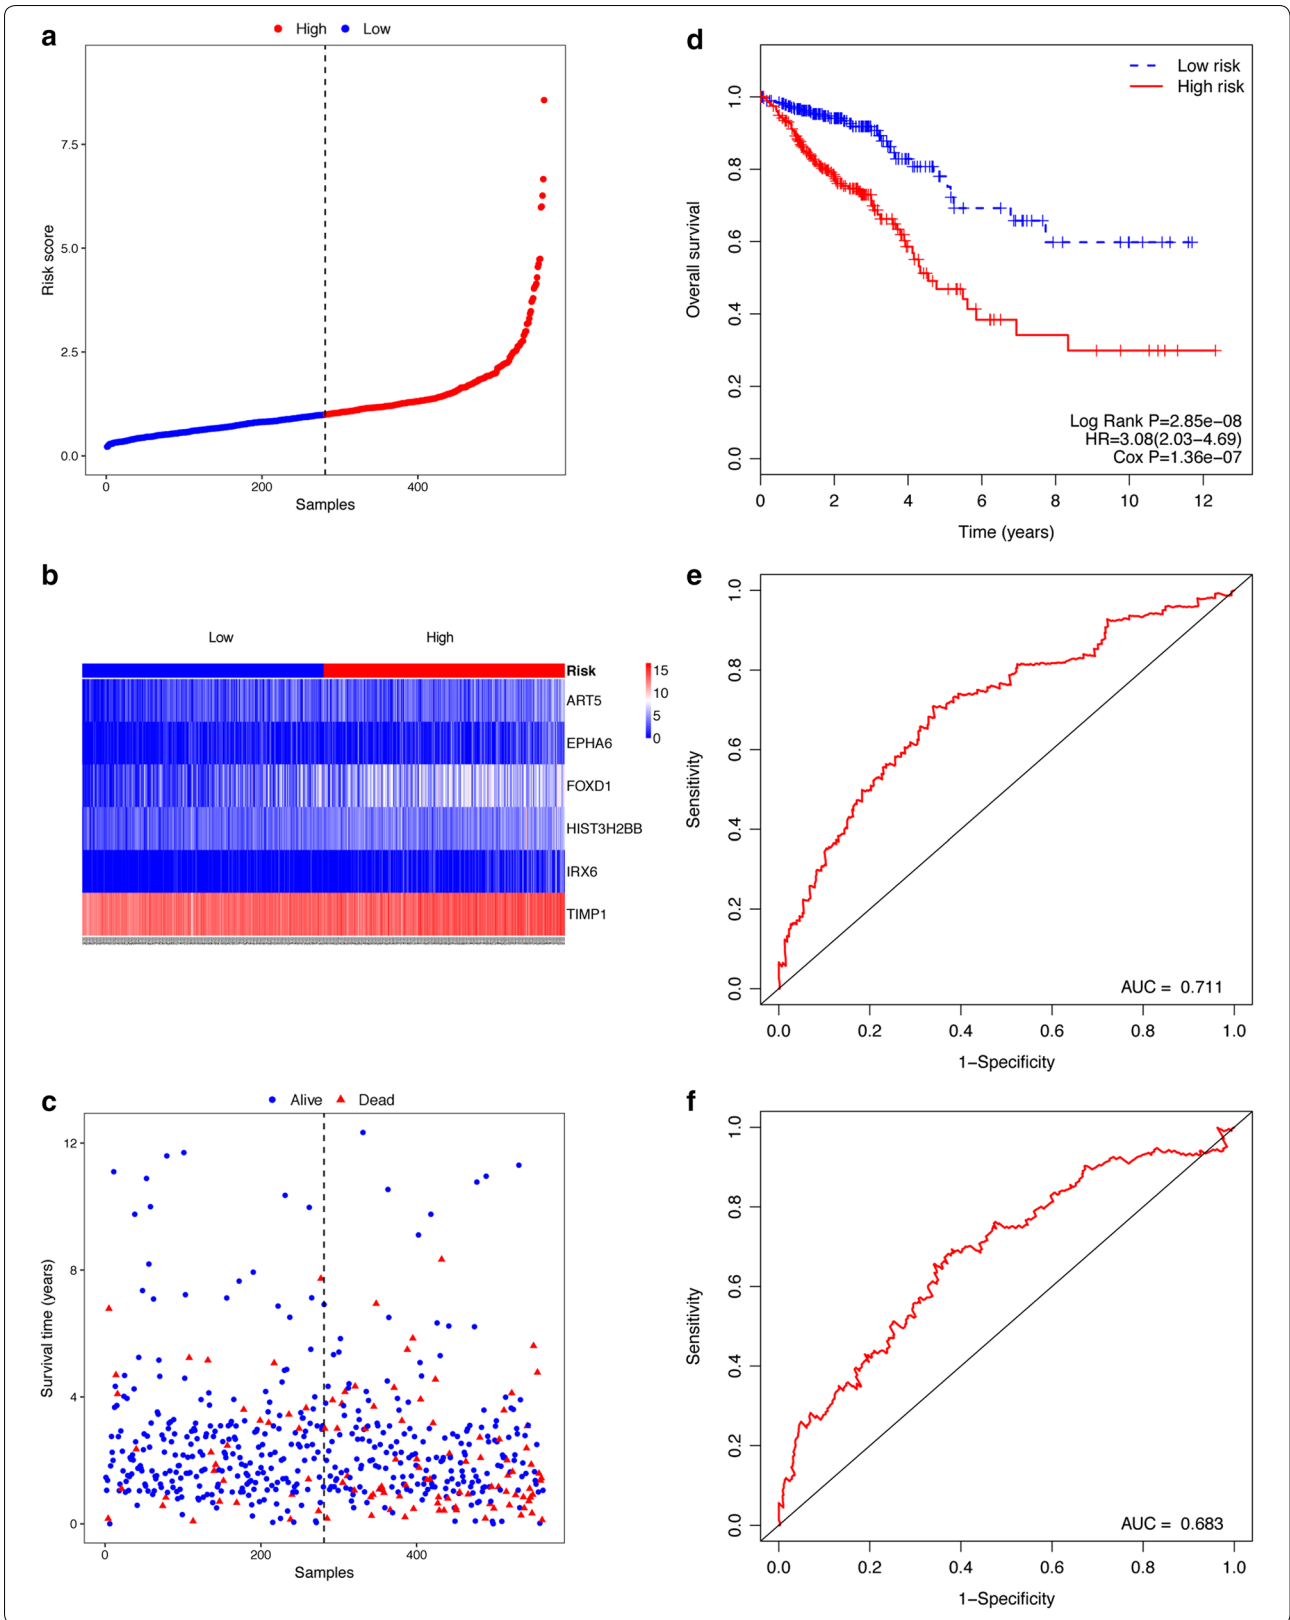 a
High Low
7.5
5.0
2.5
0.0
Risk score
0 200 400
Samples
b
Low High
Risk
ART5
EPHA6
FOXD1
HIST3H2BB
IRX6
TIMP1
15
10
5
0
c
Alive Dead
12
8
4
0
Survival time (years)
0 200 400
Samples
d
Low risk
High risk
1.0
0.8
0.6
0.4
0.2
0.0
Overall survival
Log Rank P=2.85e−08
HR=3.08(2.03−4.69)
Cox P=1.36e−07
0 2 4 6 8 10 12
Time (years)
e
1.0
0.8
0.6
0.4
0.2
0.0
Sensitivity
AUC = 0.711
0.0 0.2 0.4 0.6 0.8 1.0
1−Specificity
f
1.0
0.8
0.6
0.4
0.2
0.0
Sensitivity
AUC = 0.683
0.0 0.2 0.4 0.6 0.8 1.0
1−Specificity